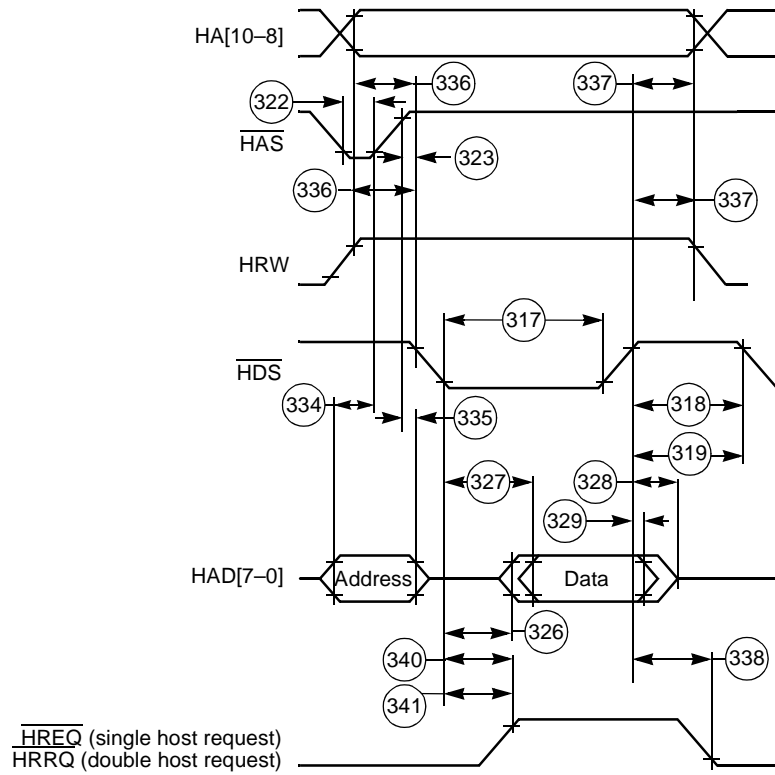 HA[10–8]
336
337
322
HAS
323
336
337
HRW
317
HDS
334
335
318
319
327
328
329
HAD[7–0]
Address
Data
326
340
338
341
HREQ (single host request)
HRRQ (double host request)